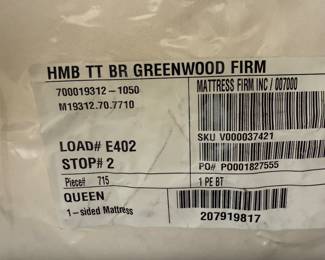 HMB TT BR GREENWOOD FIRM
700019312-1050
M19312.70.7710
MATTRESS FIRM INC / 007000
SKU V000037421
LOAD# E402
STOP# 2
PO# PO001827555
Piece# 715
1 PE BT
QUEEN
1-sided Mattress
207919817